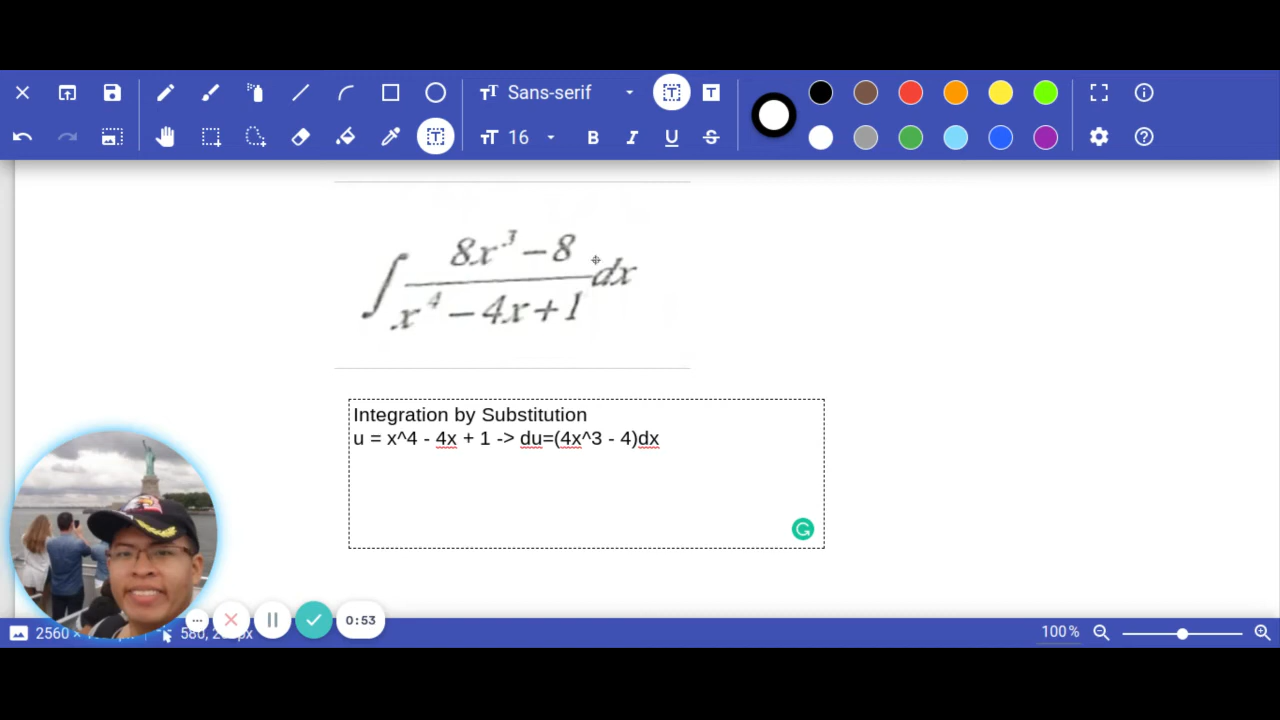 Sans-serif
16 B I U S
∫ (8x³ − 8)/(x⁴ − 4x + 1) dx
Integration by Substitution
u = x^4 - 4x + 1 -> du=(4x^3 - 4)dx
0:53
2560 ×
100%